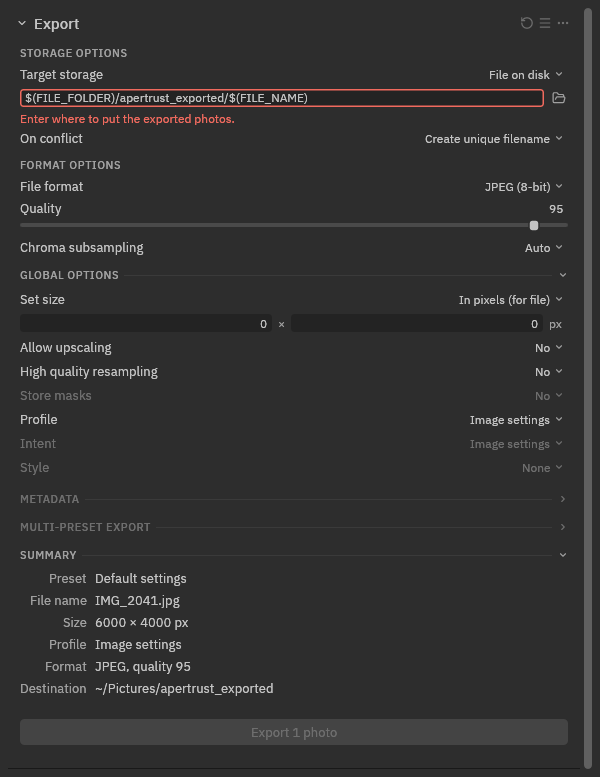 Export
STORAGE OPTIONS
Target storage File on disk
$(FILE_FOLDER)/apertrust_exported/$(FILE_NAME)
Enter where to put the exported photos.
On conflict Create unique filename
FORMAT OPTIONS
File format JPEG (8-bit)
Quality 95
Chroma subsampling Auto
GLOBAL OPTIONS
Set size In pixels (for file)
0 × 0 px
Allow upscaling No
High quality resampling No
Store masks No
Profile Image settings
Intent Image settings
Style None
METADATA
MULTI-PRESET EXPORT
SUMMARY
Preset Default settings
File name IMG_2041.jpg
Size 6000 × 4000 px
Profile Image settings
Format JPEG, quality 95
Destination ~/Pictures/apertrust_exported
Export 1 photo